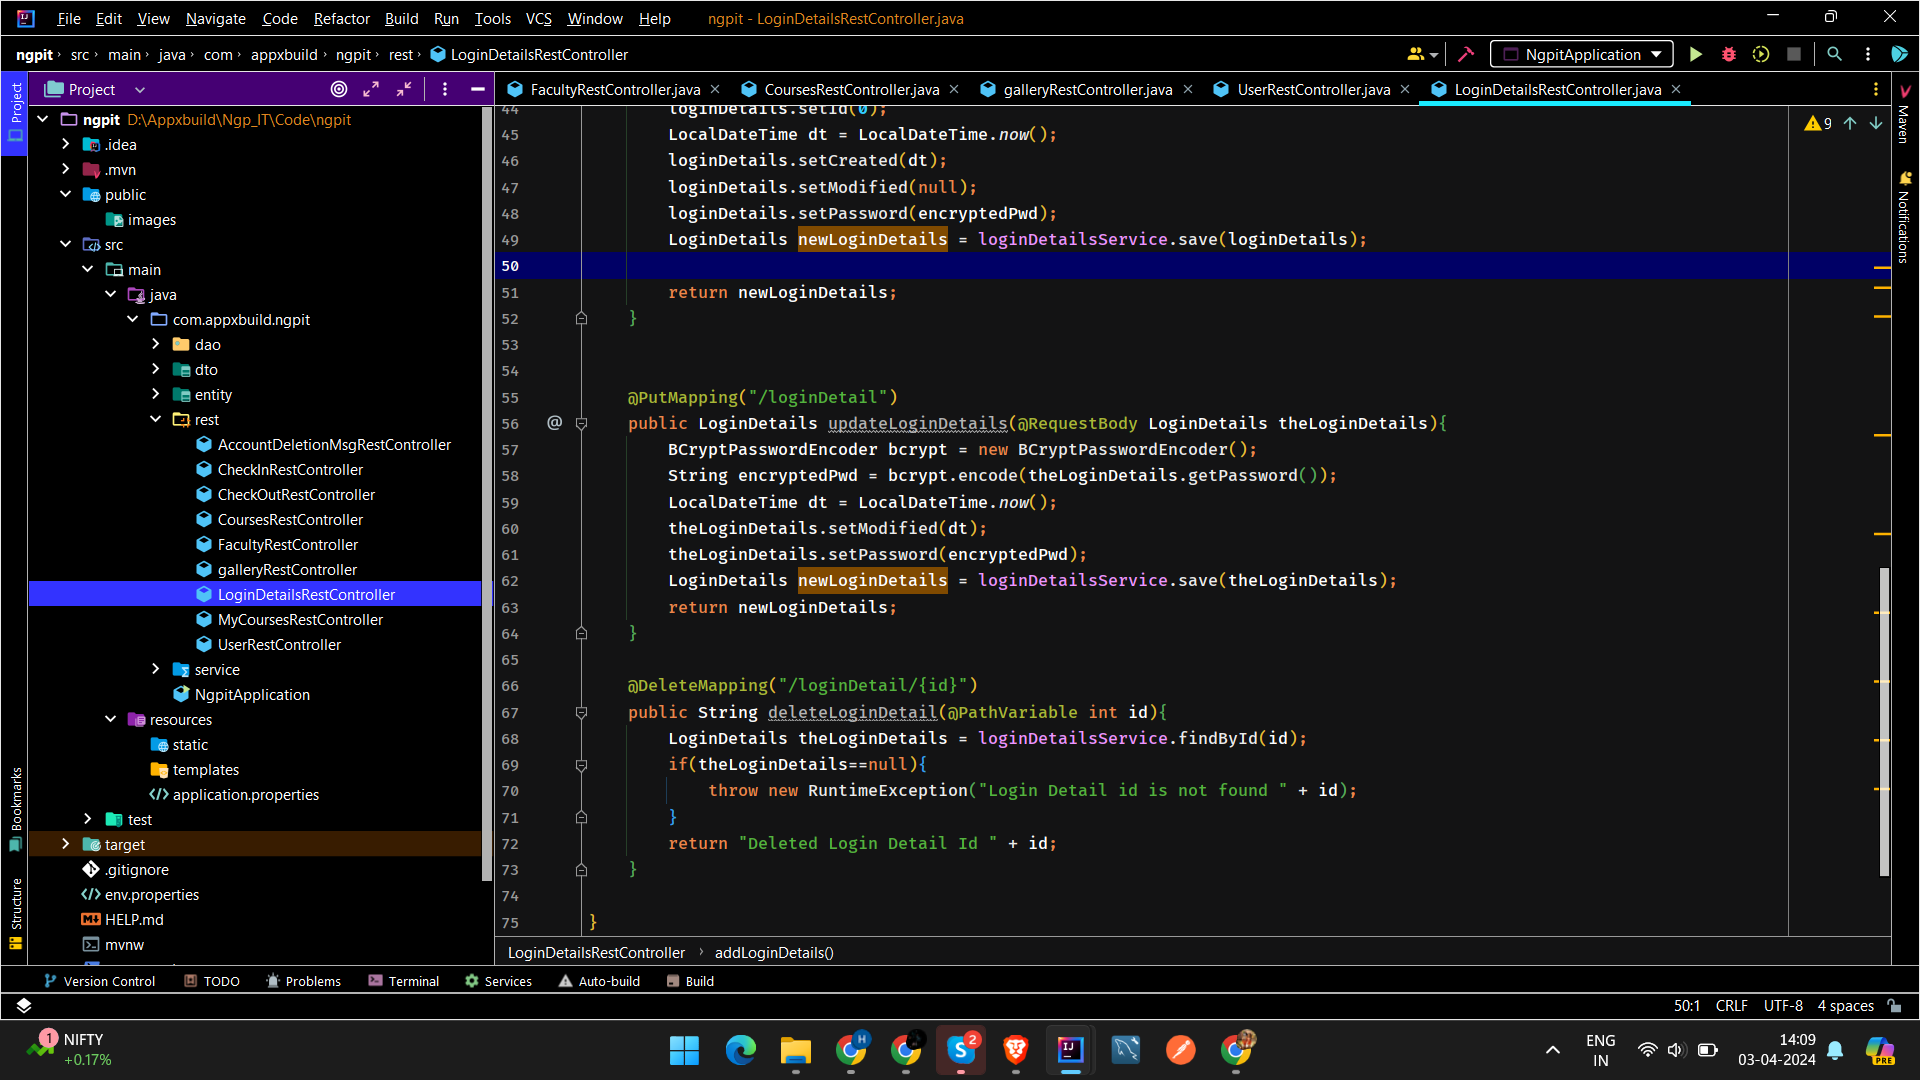 File Edit View Navigate Code Refactor Build Run Tools VCS Window Help ngpit - LoginDetailsRestController.java
ngpit src main java com appxbuild ngpit rest LoginDetailsRestController NgpitApplication
Project FacultyRestController.java CoursesRestController.java galleryRestController.java UserRestController.java LoginDetailsRestController.java
Project
Bookmarks
Structure
ngpit D:\Appxbuild\Ngp_IT\Code\ngpit
.idea
.mvn
public
images
src
main
java
com.appxbuild.ngpit
dao
dto
entity
rest
AccountDeletionMsgRestController
CheckInRestController
CheckOutRestController
CoursesRestController
FacultyRestController
galleryRestController
LoginDetailsRestController
MyCoursesRestController
UserRestController
service
NgpitApplication
resources
static
templates
application.properties
test
target
.gitignore
env.properties
HELP.md
mvnw
44 loginDetails.setId(0);
45 LocalDateTime dt = LocalDateTime.now();
46 loginDetails.setCreated(dt);
47 loginDetails.setModified(null);
48 loginDetails.setPassword(encryptedPwd);
49 LoginDetails newLoginDetails = loginDetailsService.save(loginDetails);
50
51 return newLoginDetails;
52 }
53
54
55 @PutMapping("/loginDetail")
56 @ public LoginDetails updateLoginDetails(@RequestBody LoginDetails theLoginDetails){
57 BCryptPasswordEncoder bcrypt = new BCryptPasswordEncoder();
58 String encryptedPwd = bcrypt.encode(theLoginDetails.getPassword());
59 LocalDateTime dt = LocalDateTime.now();
60 theLoginDetails.setModified(dt);
61 theLoginDetails.setPassword(encryptedPwd);
62 LoginDetails newLoginDetails = loginDetailsService.save(theLoginDetails);
63 return newLoginDetails;
64 }
65
66 @DeleteMapping("/loginDetail/{id}")
67 public String deleteLoginDetail(@PathVariable int id){
68 LoginDetails theLoginDetails = loginDetailsService.findById(id);
69 if(theLoginDetails==null){
70 throw new RuntimeException("Login Detail id is not found " + id);
71 }
72 return "Deleted Login Detail Id " + id;
73 }
74
75 }
9
Maven
Notifications
LoginDetailsRestController addLoginDetails()
Version Control TODO Problems Terminal Services Auto-build Build
50:1 CRLF UTF-8 4 spaces
1 NIFTY
+0.17%
H
2
ENG
IN
14:09
03-04-2024
PRE